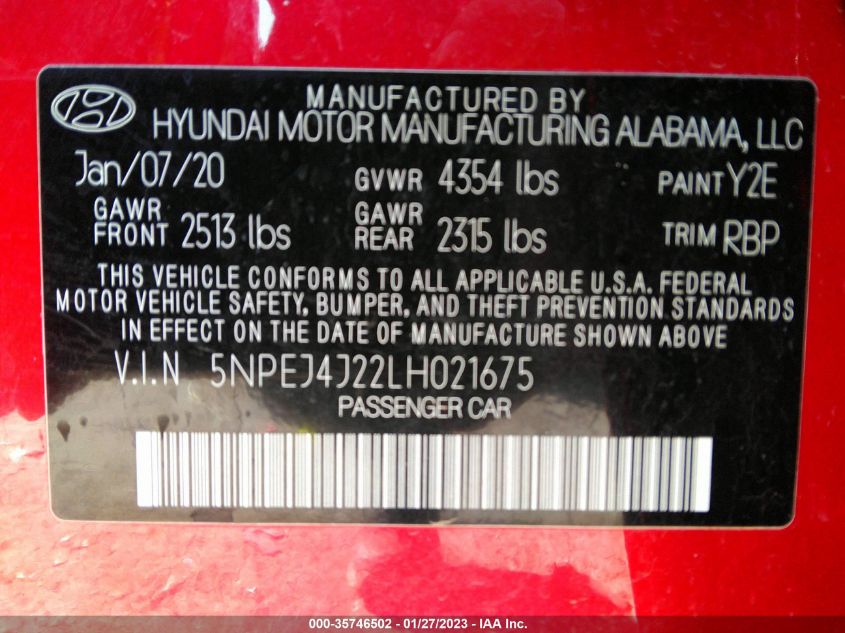 MANUFACTURED BY
HYUNDAI MOTOR MANUFACTURING ALABAMA, LLC
Jan/07/20 GVWR 4354 lbs PAINT Y2E
GAWR FRONT 2513 lbs GAWR REAR 2315 lbs TRIM RBP
THIS VEHICLE CONFORMS TO ALL APPLICABLE U.S.A. FEDERAL
MOTOR VEHICLE SAFETY, BUMPER, AND THEFT PREVENTION STANDARDS
IN EFFECT ON THE DATE OF MANUFACTURE SHOWN ABOVE
V.I.N 5NPEJ4J22LH021675
PASSENGER CAR
000-35746502 - 01/27/2023 - IAA Inc.